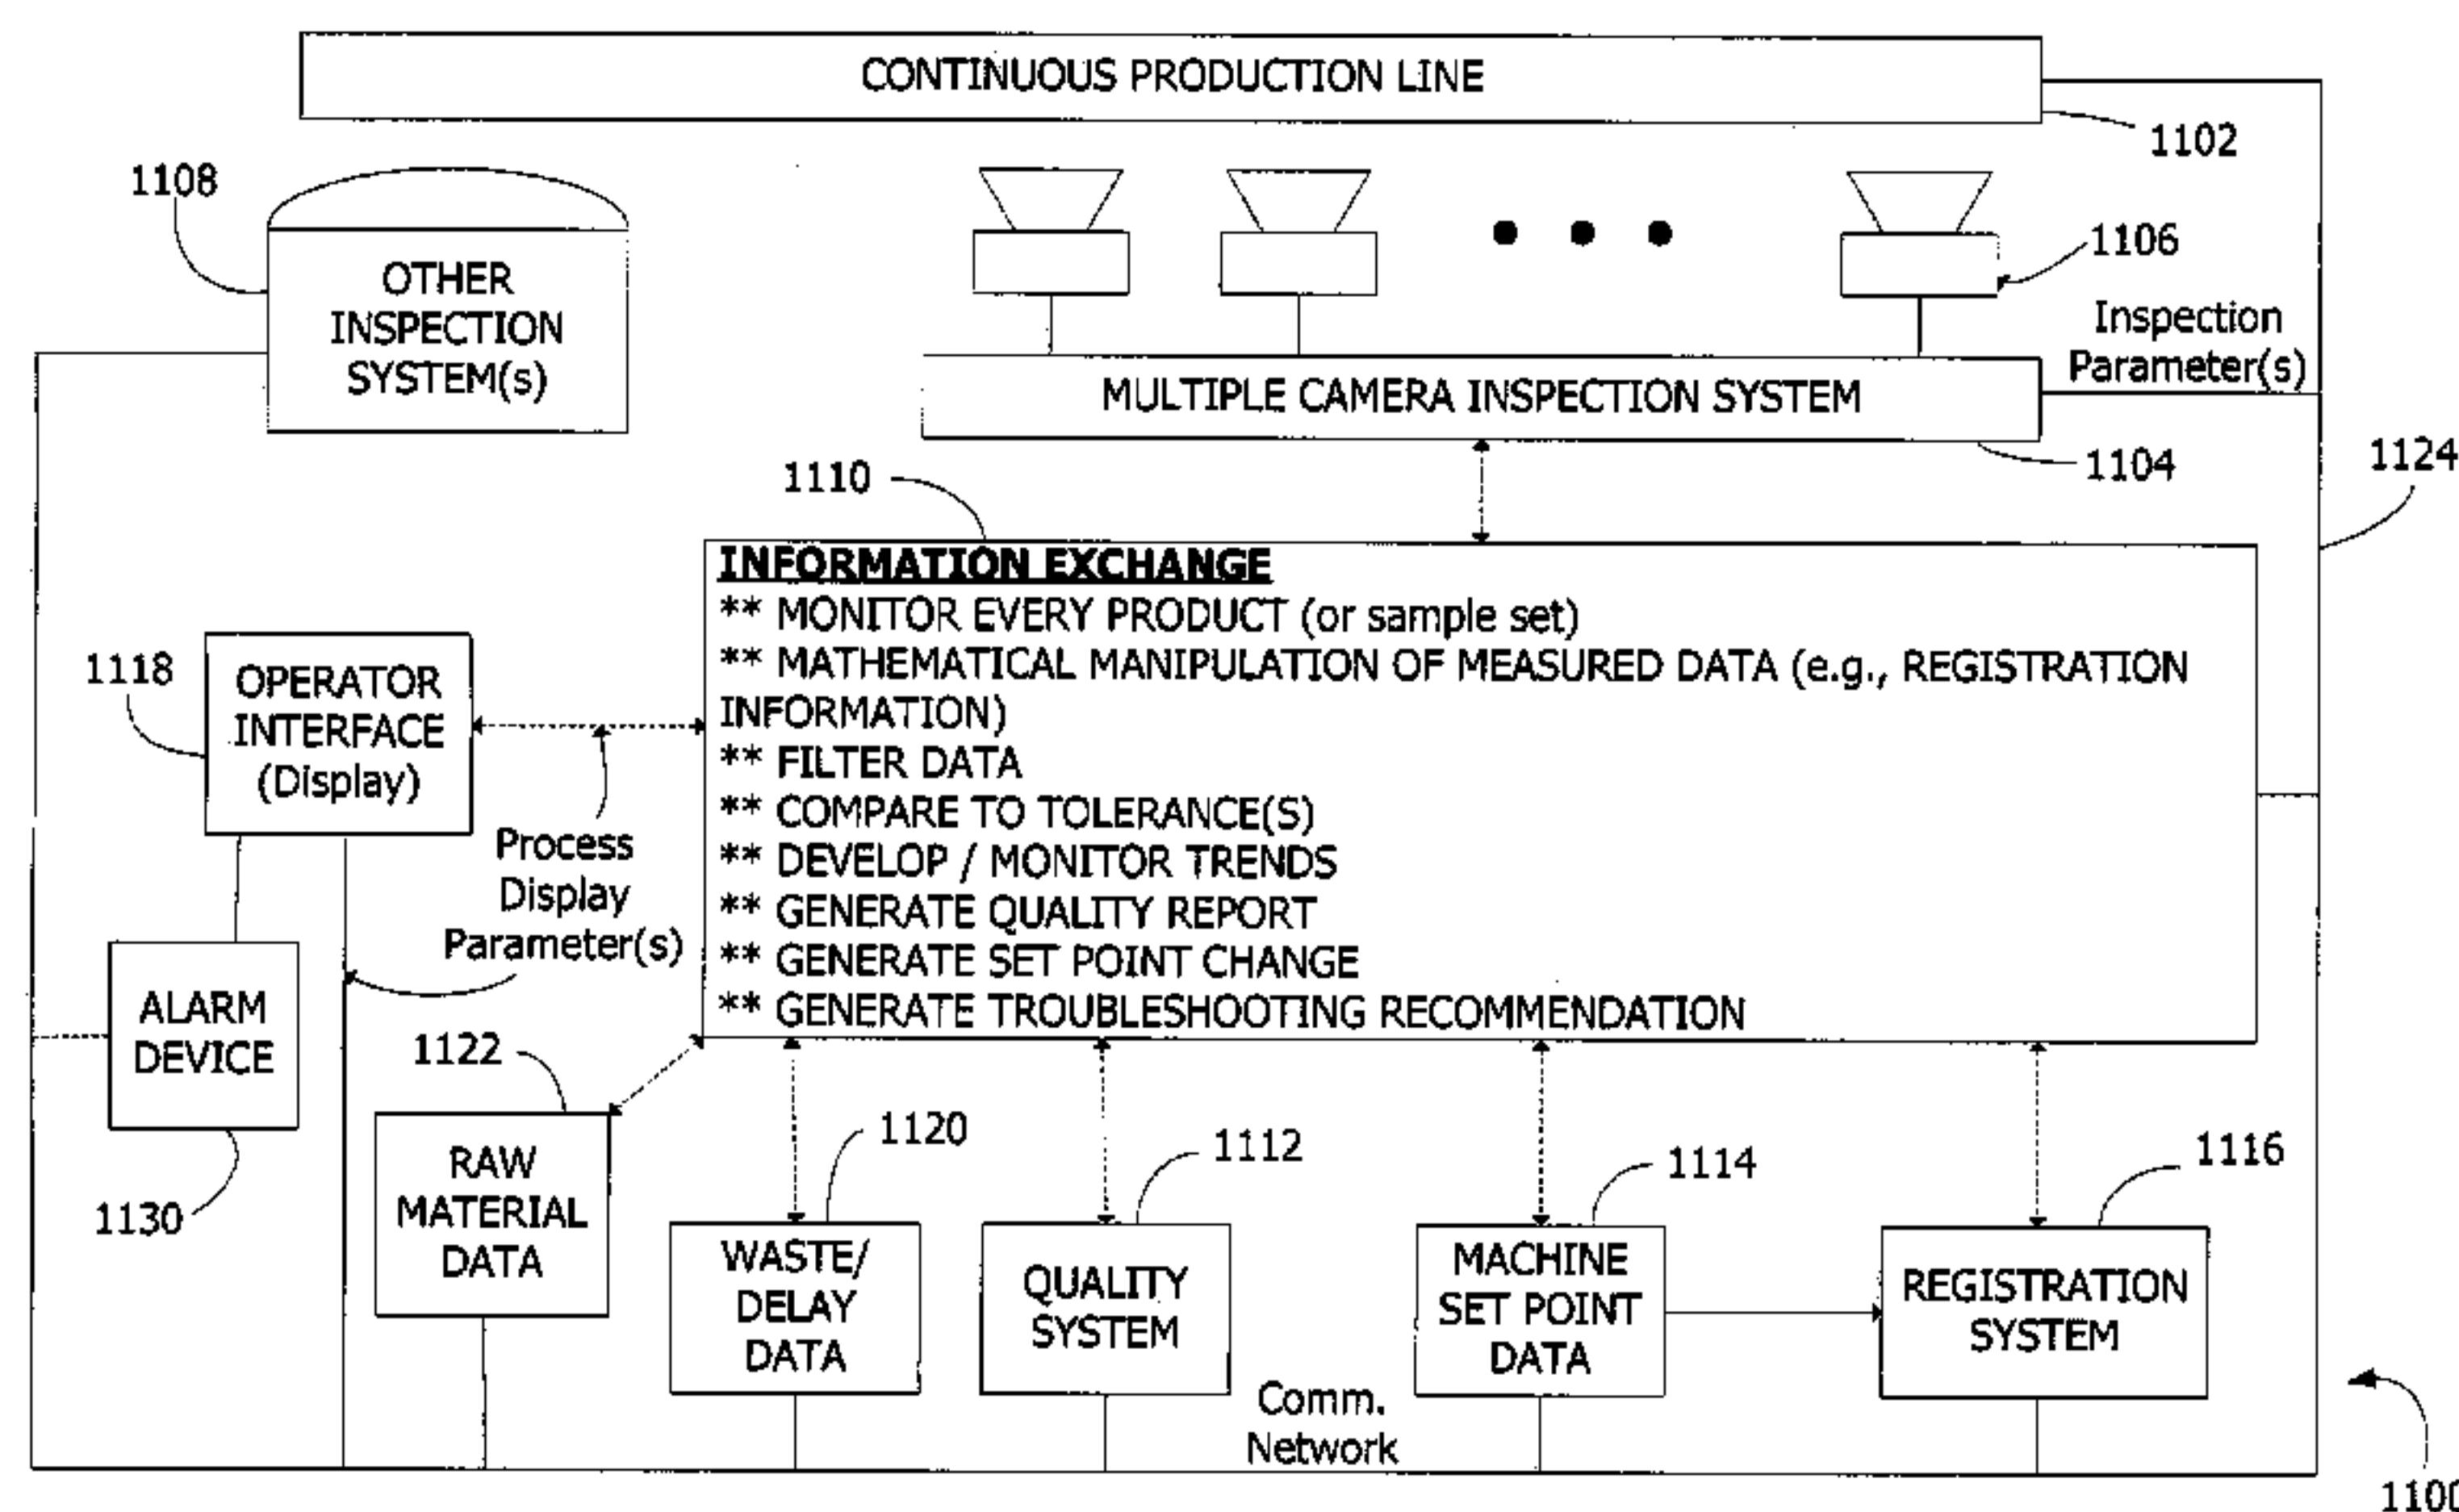 CONTINUOUS PRODUCTION LINE
1102
1108
OTHER
INSPECTION
SYSTEM(s)
1106
Inspection
Parameter(s)
MULTIPLE CAMERA INSPECTION SYSTEM
1104
1124
1110
INFORMATION EXCHANGE
** MONITOR EVERY PRODUCT (or sample set)
** MATHEMATICAL MANIPULATION OF MEASURED DATA (e.g., REGISTRATION
INFORMATION)
** FILTER DATA
** COMPARE TO TOLERANCE(S)
** DEVELOP / MONITOR TRENDS
** GENERATE QUALITY REPORT
** GENERATE SET POINT CHANGE
** GENERATE TROUBLESHOOTING RECOMMENDATION
1118
OPERATOR
INTERFACE
(Display)
Process
Display
Parameter(s)
ALARM
DEVICE
1130
1122
RAW
MATERIAL
DATA
1120
WASTE/
DELAY
DATA
1112
QUALITY
SYSTEM
Comm.
Network
1114
MACHINE
SET POINT
DATA
1116
REGISTRATION
SYSTEM
1100